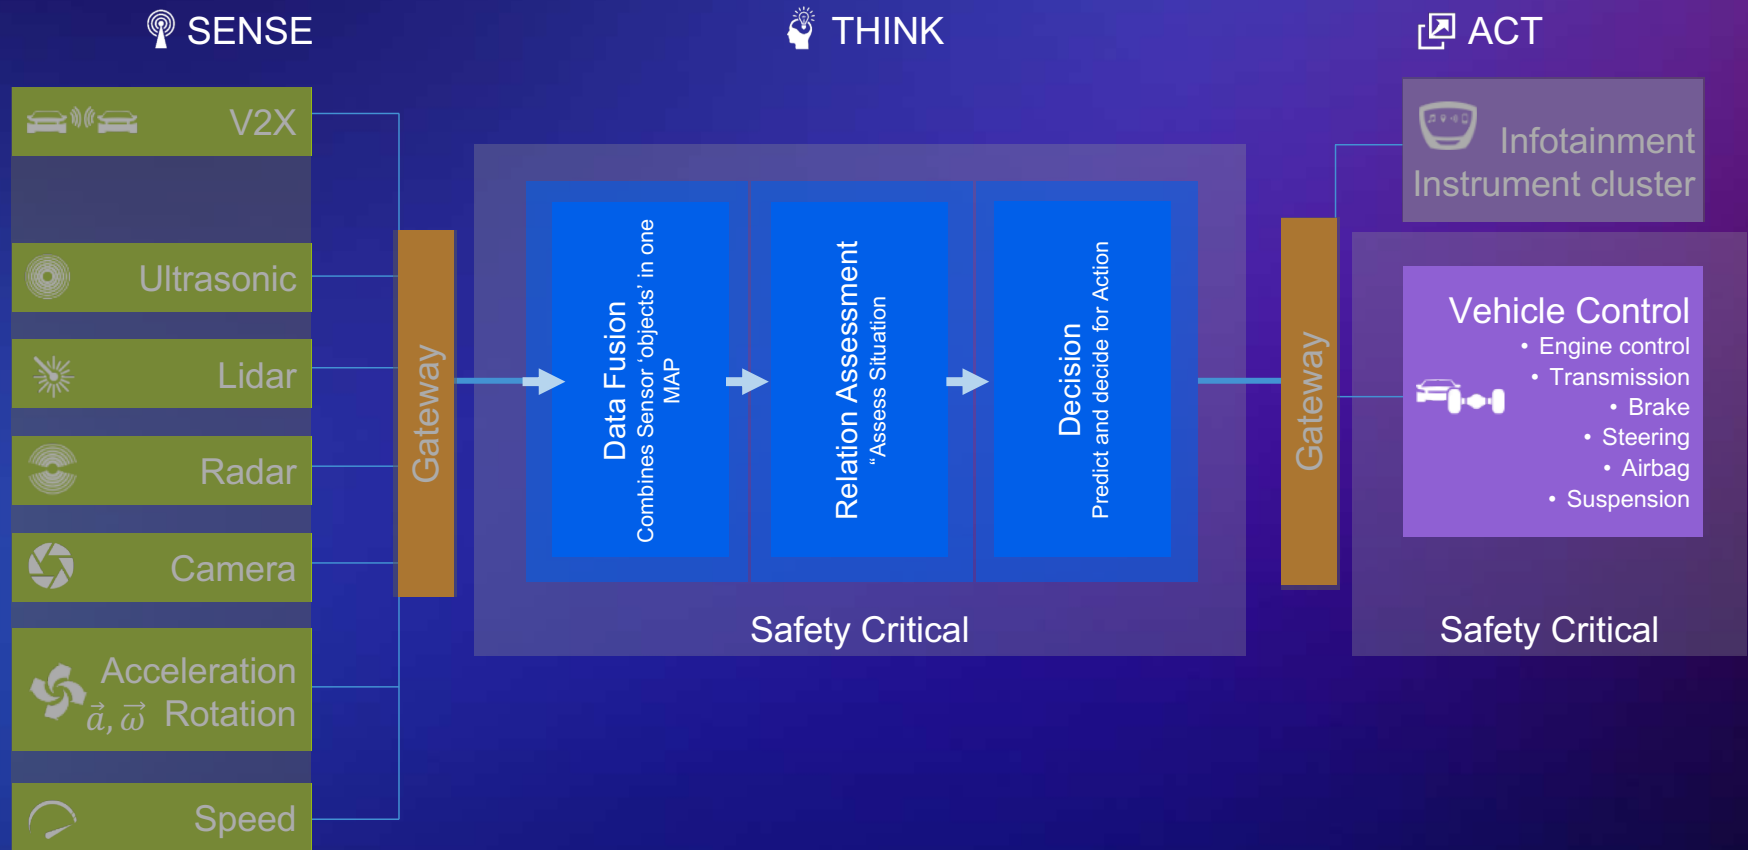 SENSE
THINK
ACT
V2X
Ultrasonic
Lidar
Radar
Camera
Acceleration
a⃗, ω⃗ Rotation
Speed
Gateway
Data Fusion
Combines Sensor ‘objects’ in one
MAP
Relation Assessment
“Assess Situation
Decision
Predict and decide for Action
Safety Critical
Gateway
Infotainment
Instrument cluster
Vehicle Control
• Engine control
• Transmission
• Brake
• Steering
• Airbag
• Suspension
Safety Critical